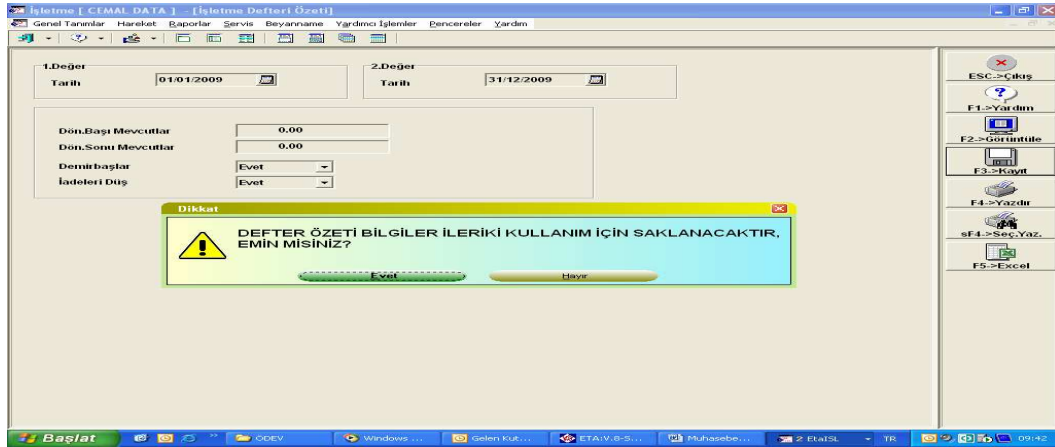 İşletme [ CEMAL DATA ] - [İşletme Defteri Özeti]
Genel Tanımlar Hareket Raporlar Servis Beyanname Yardımcı İşlemler Pencereler Yardım
1.Değer
Tarih 01/01/2009
2.Değer
Tarih 31/12/2009
Dön.Başı Mevcutlar 0.00
Dön.Sonu Mevcutlar 0.00
Demirbaşlar Evet
İadeleri Düş Evet
Dikkat
DEFTER ÖZETİ BİLGİLER İLERİKİ KULLANIM İÇİN SAKLANACAKTIR,
EMİN MİSİNİZ?
Evet Hayır
ESC->Çıkış
F1->Yardım
F2->Görüntüle
F3->Kayıt
F4->Yazdır
sF4->Seç.Yaz.
F5->Excel
Başlat ÖDEV Windows ... Gelen Kut... ETA:V.8-S... Muhasebe... 2 EtaISL TR 09:42